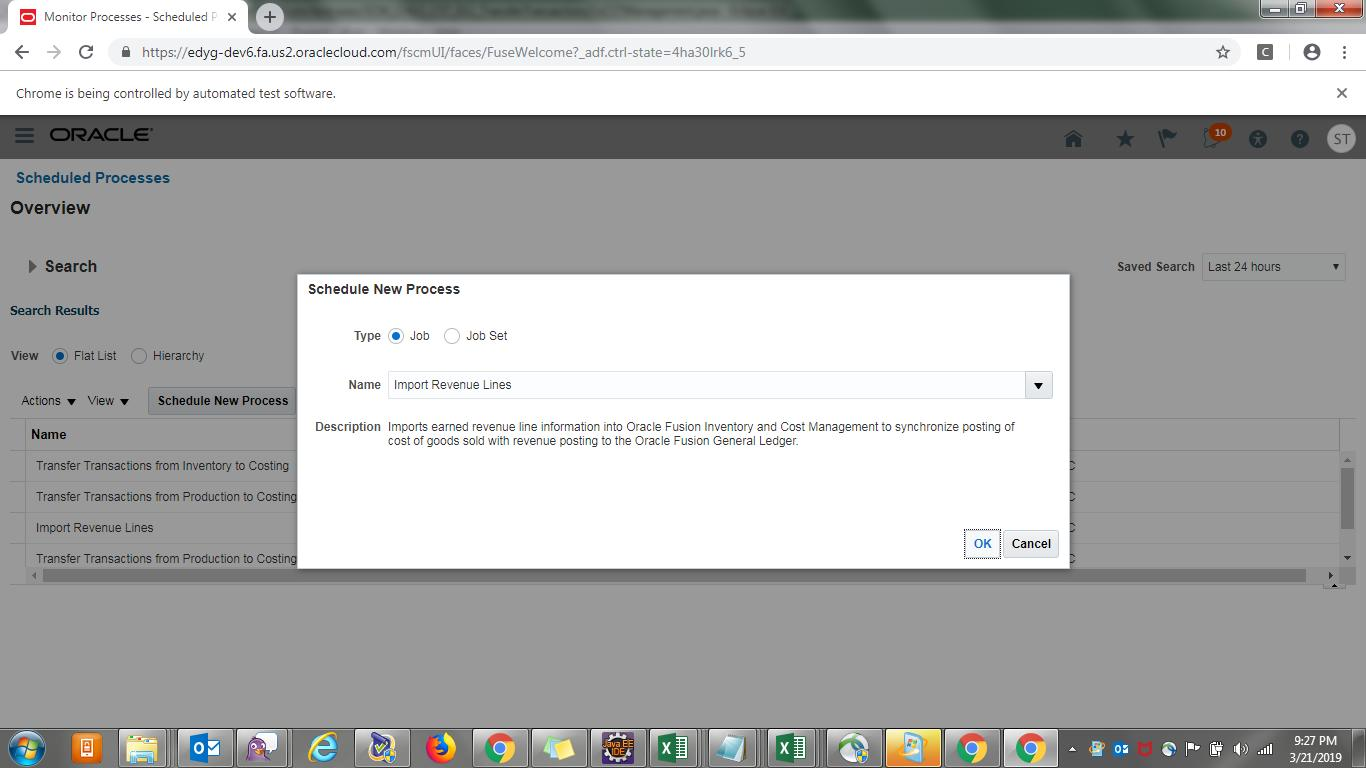 Monitor Processes - Scheduled P
https://edyg-dev6.fa.us2.oraclecloud.com/fscmUI/faces/FuseWelcome?_adf.ctrl-state=4ha30lrk6_5
C
Chrome is being controlled by automated test software.
ORACLE
10
ST
Scheduled Processes
Overview
Search
Saved Search Last 24 hours
Search Results
View Flat List Hierarchy
Actions View Schedule New Process
Name
Transfer Transactions from Inventory to Costing
Transfer Transactions from Production to Costing
Import Revenue Lines
Transfer Transactions from Production to Costing
Schedule New Process
Type Job Job Set
Name Import Revenue Lines
Description Imports earned revenue line information into Oracle Fusion Inventory and Cost Management to synchronize posting of
cost of goods sold with revenue posting to the Oracle Fusion General Ledger.
OK Cancel
Java EE
IDE
9:27 PM
3/21/2019